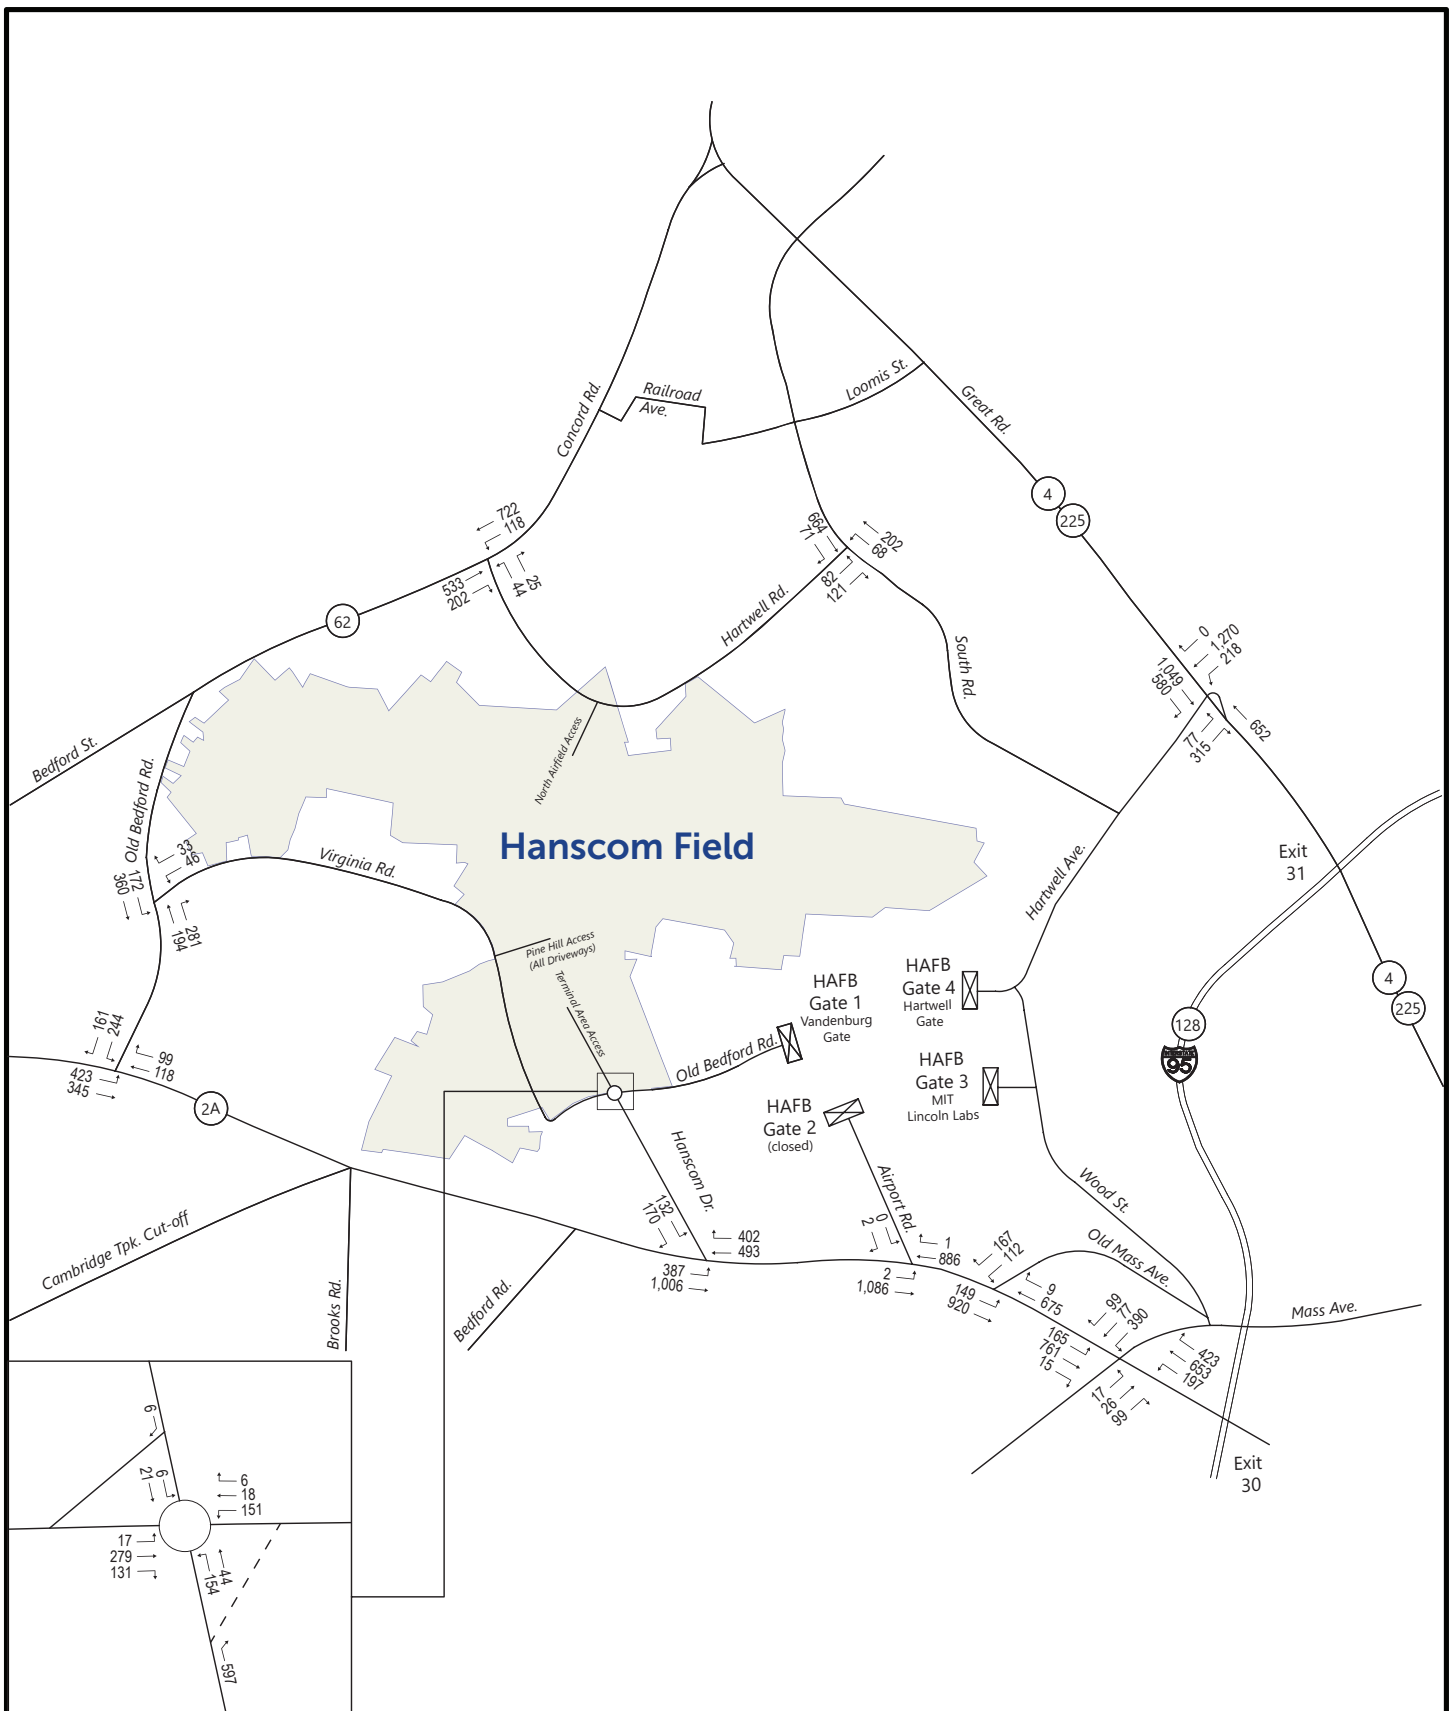 Railroad
Ave.
Loomis St.
Concord Rd.
Great Rd.
4
225
722
118
533
202
25
44
62
664
71
202
68
82
121
Hartwell Rd.
South Rd.
0
1,270
218
1,049
580
652
77
315
Bedford St.
Old Bedford Rd.
North Airfield Access
Hanscom Field
33
46
172
360
281
194
Virginia Rd.
Hartwell Ave.
Exit
31
Pine Hill Access
(All Driveways)
Terminal Area Access
HAFB
Gate 1
Vandenburg
Gate
HAFB
Gate 4
Hartwell
Gate
4
225
128
INTERSTATE
95
161
244
99
118
423
345
2A
Old Bedford Rd.
HAFB
Gate 3
MIT
Lincoln Labs
HAFB
Gate 2
(closed)
Hanscom Dr.
Airport Rd.
Wood St.
Old Mass Ave.
Mass Ave.
Cambridge Tpk. Cut-off
Brooks Rd.
Bedford Rd.
132
170
402
493
387
1,006
0
2
1
886
2
1,086
167
112
9
675
149
920
99
77
390
165
761
15
423
653
197
17
26
99
Exit
30
6
6
21
6
18
151
17
279
131
44
154
597